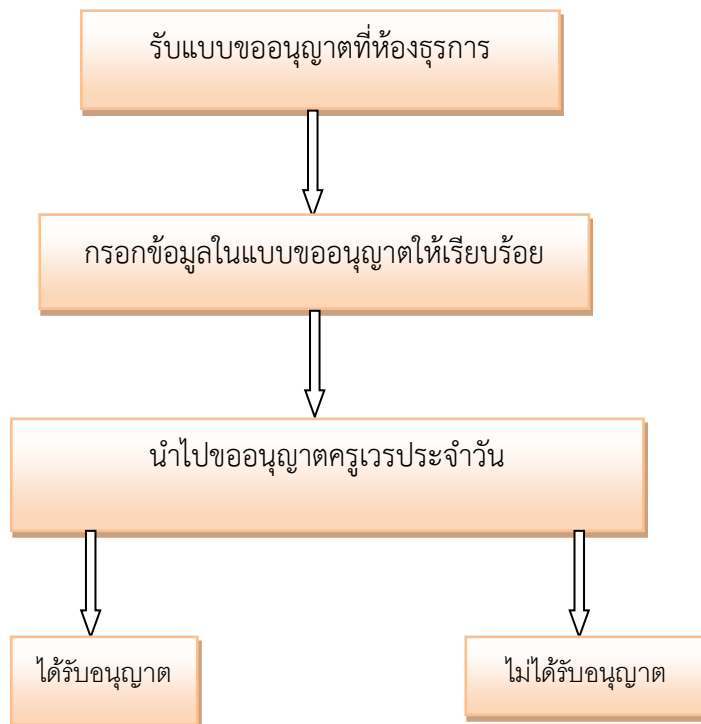 รับแบบขออนุญาตที่ห้องธุรการ
กรอกข้อมูลในแบบขออนุญาตให้เรียบร้อย
นำไปขออนุญาตครูเวรประจำวัน
ได้รับอนุญาต
ไม่ได้รับอนุญาต